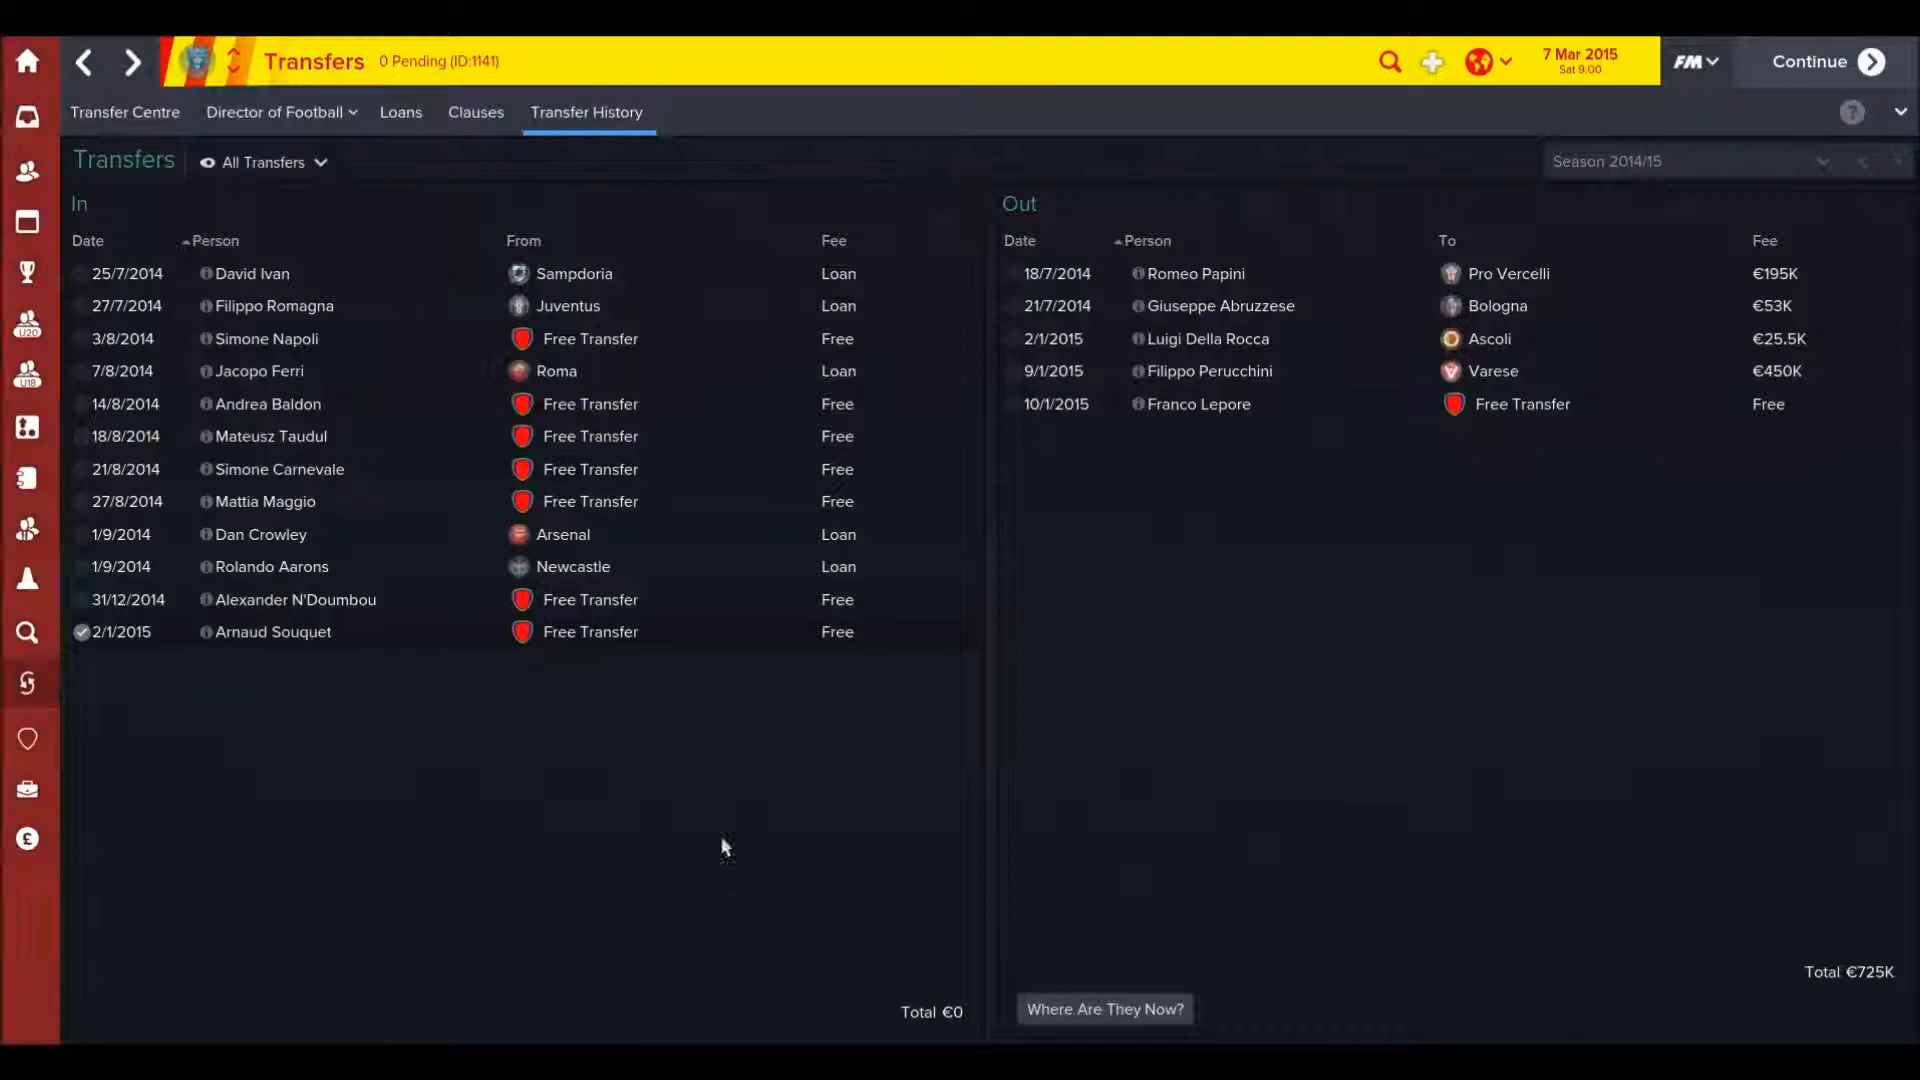 Transfers 0 Pending (ID:1141) 7 Mar 2015 FM Continue
Sat 9:00
Transfer Centre Director of Football Loans Clauses Transfer History ?
Transfers All Transfers Season 2014/15
In
Date Person From Fee
25/7/2014 David Ivan Sampdoria Loan
27/7/2014 Filippo Romagna Juventus Loan
3/8/2014 Simone Napoli Free Transfer Free
7/8/2014 Jacopo Ferri Roma Loan
14/8/2014 Andrea Baldon Free Transfer Free
18/8/2014 Mateusz Taudul Free Transfer Free
21/8/2014 Simone Carnevale Free Transfer Free
27/8/2014 Mattia Maggio Free Transfer Free
1/9/2014 Dan Crowley Arsenal Loan
1/9/2014 Rolando Aarons Newcastle Loan
31/12/2014 Alexander N'Doumbou Free Transfer Free
2/1/2015 Arnaud Souquet Free Transfer Free
Total €0
Out
Date Person To Fee
18/7/2014 Romeo Papini Pro Vercelli €195K
21/7/2014 Giuseppe Abruzzese Bologna €53K
2/1/2015 Luigi Della Rocca Ascoli €25.5K
9/1/2015 Filippo Perucchini Varese €450K
10/1/2015 Franco Lepore Free Transfer Free
Total €725K
Where Are They Now?
U20
U18
£